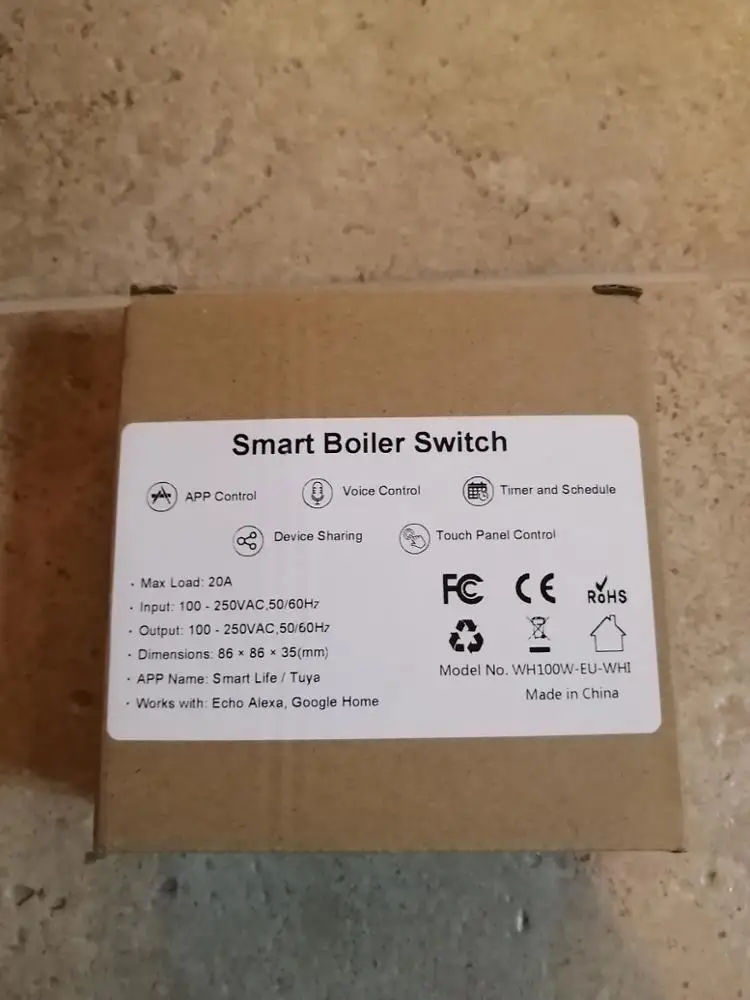 Smart Boiler Switch
APP Control Voice Control Timer and Schedule
Device Sharing Touch Panel Control
· Max Load: 20A
· Input: 100 - 250VAC,50/60Hz
· Output: 100 - 250VAC,50/60Hz
· Dimensions: 86 × 86 × 35(mm)
· APP Name: Smart Life / Tuya
· Works with: Echo Alexa, Google Home
FC CE RoHS
Model No. WH100W-EU-WHI
Made in China